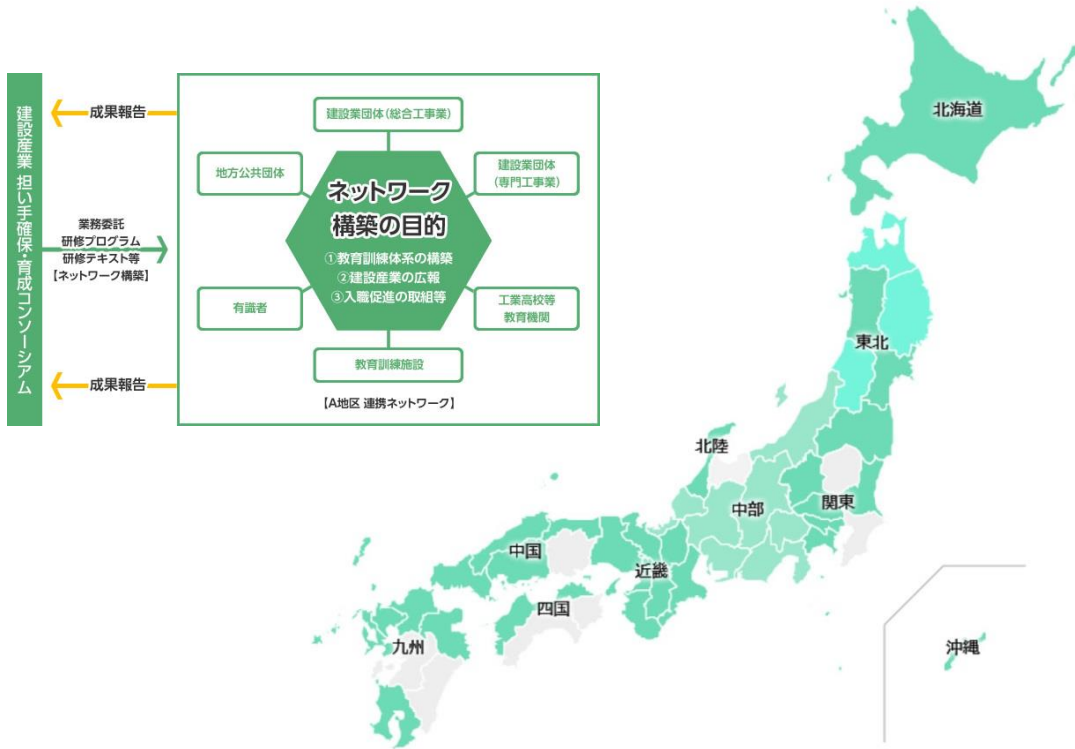 建設産業 担い手確保・育成コンソーシアム
成果報告
業務委託
研修プログラム
研修テキスト等
【ネットワーク構築】
成果報告
建設業団体(総合工事業)
地方公共団体
建設業団体
(専門工事業)
ネットワーク
構築の目的
①教育訓練体系の構築
②建設産業の広報
③入職促進の取組等
有識者
工業高校等
教育機関
教育訓練施設
【A地区 連携ネットワーク】
北海道
東北
北陸
関東
中部
中国
近畿
四国
九州
沖縄